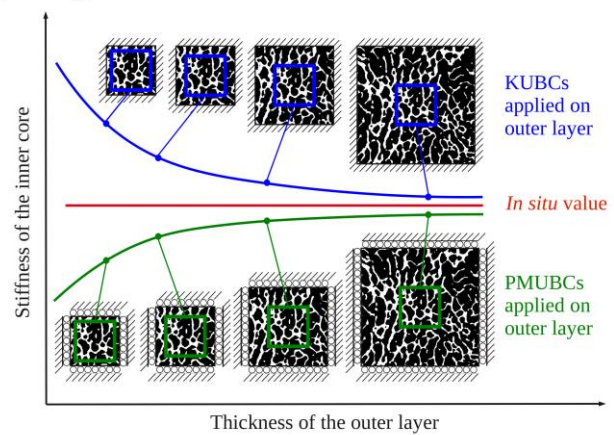 KUBCs
applied on
outer layer
In situ value
PMUBCs
applied on
outer layer
Stiffness of the inner core
Thickness of the outer layer